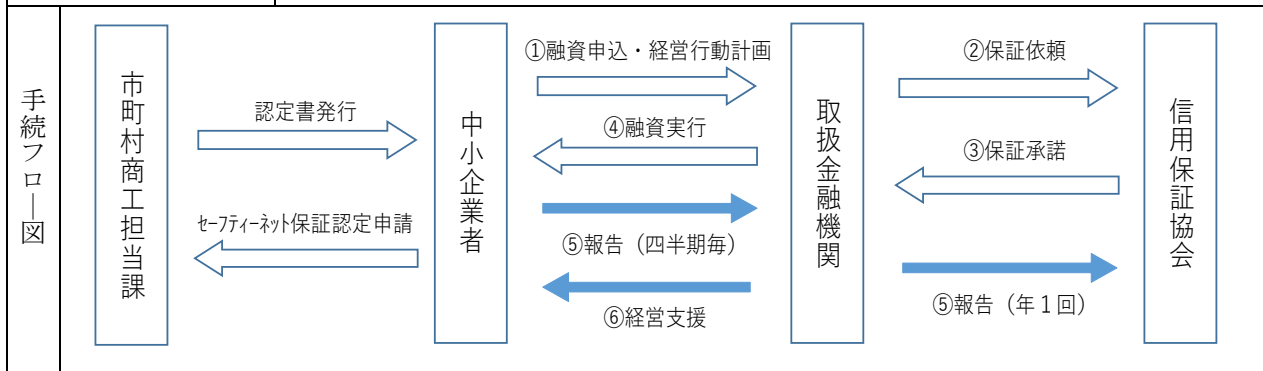 手続フロー図
市町村商工担当課
認定書発行
セーフティーネット保証認定申請
中小企業者
①融資申込・経営行動計画
④融資実行
⑤報告（四半期毎）
⑥経営支援
取扱金融機関
②保証依頼
③保証承諾
⑤報告（年１回）
信用保証協会